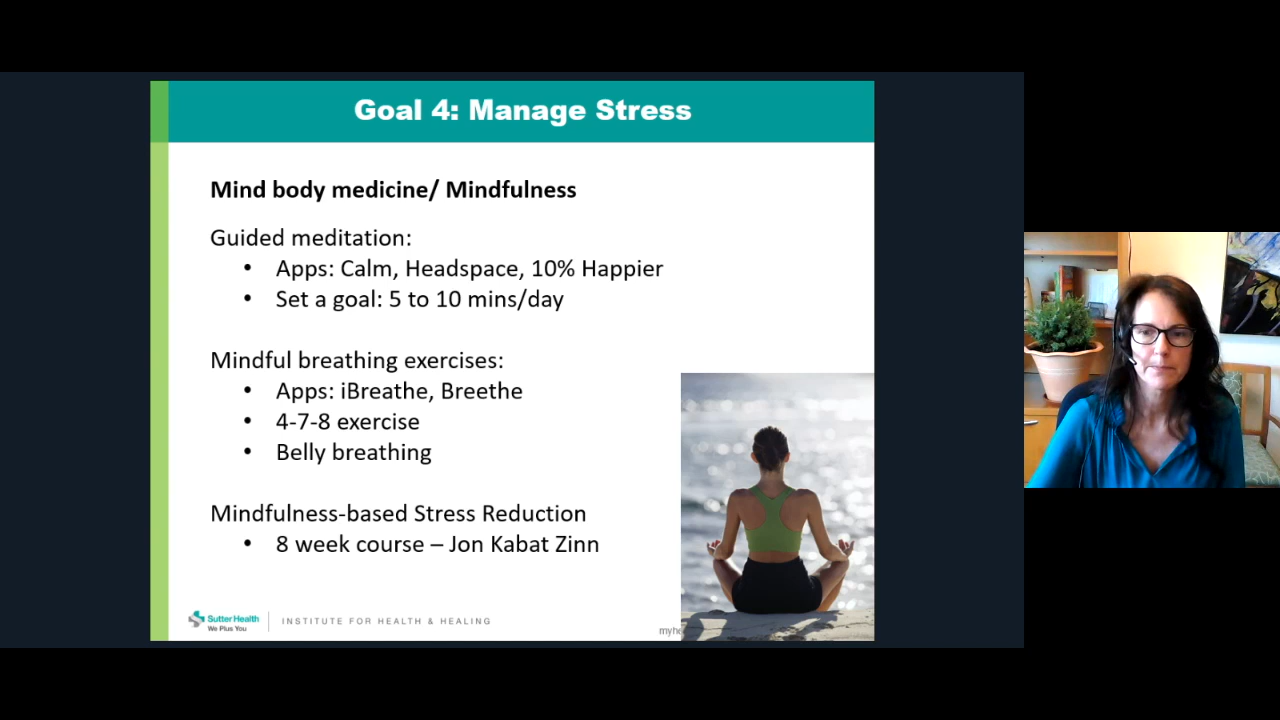 Goal 4: Manage Stress
Mind body medicine/ Mindfulness
Guided meditation:
• Apps: Calm, Headspace, 10% Happier
• Set a goal: 5 to 10 mins/day
Mindful breathing exercises:
• Apps: iBreathe, Breethe
• 4-7-8 exercise
• Belly breathing
Mindfulness-based Stress Reduction
• 8 week course – Jon Kabat Zinn
Sutter Health
We Plus You
INSTITUTE FOR HEALTH & HEALING